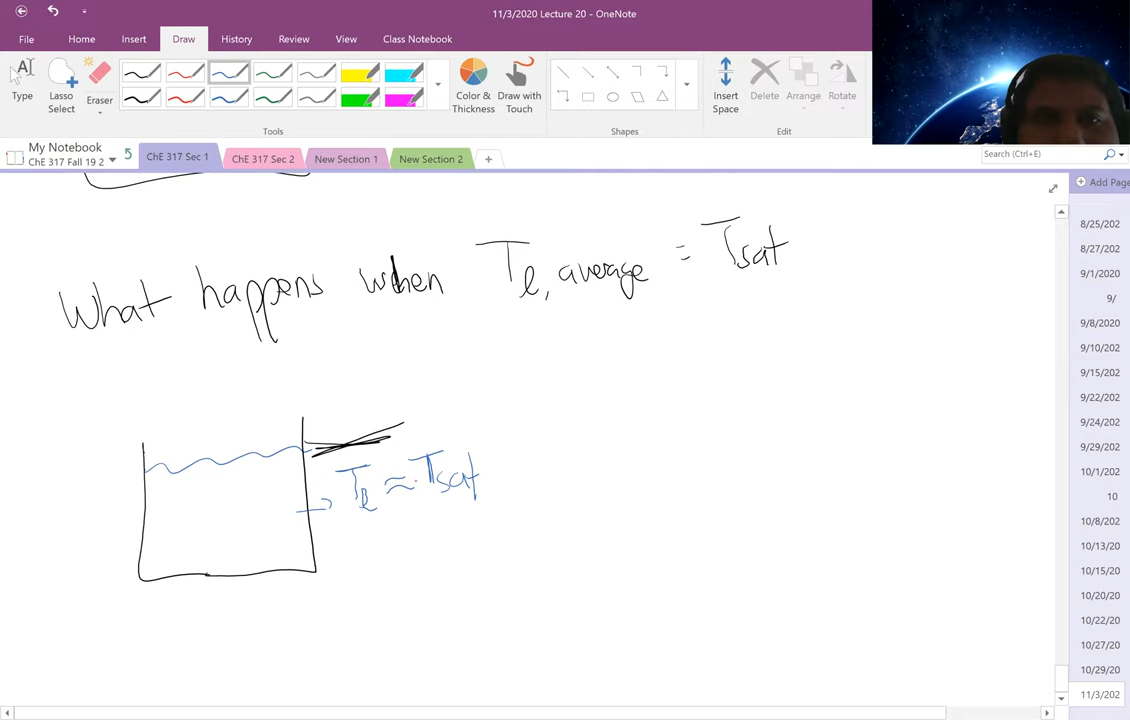 11/3/2020 Lecture 20 - OneNote
File Home Insert Draw History Review View Class Notebook
Type Lasso Select Eraser Color & Thickness Draw with Touch Insert Space Delete Arrange Rotate
Tools Shapes Edit
My Notebook
ChE 317 Fall 19 2 ChE 317 Sec 1 ChE 317 Sec 2 New Section 1 New Section 2 + Search (Ctrl+E)
Add Page
8/25/202
8/27/202
9/1/2020
9/
9/8/2020
9/10/202
9/15/202
9/22/202
9/24/202
9/29/202
10/1/202
10
10/8/202
10/13/20
10/15/20
10/20/20
10/22/20
10/27/20
10/29/20
11/3/202
What happens when Tl, average = Tsat
Tl ≈ Tsat